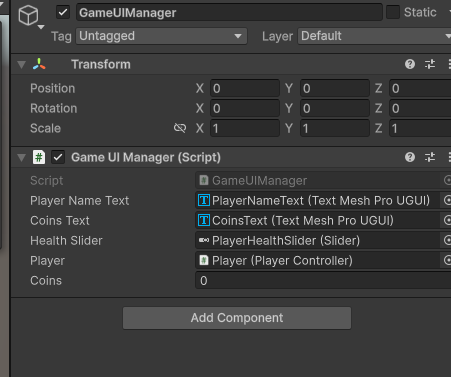 GameUIManager Static
Tag Untagged Layer Default
Transform
Position X 0 Y 0 Z 0
Rotation X 0 Y 0 Z 0
Scale X 1 Y 1 Z 1
# Game UI Manager (Script)
Script # GameUIManager
Player Name Text T PlayerNameText (Text Mesh Pro UGUI)
Coins Text T CoinsText (Text Mesh Pro UGUI)
Health Slider PlayerHealthSlider (Slider)
Player # Player (Player Controller)
Coins 0
Add Component